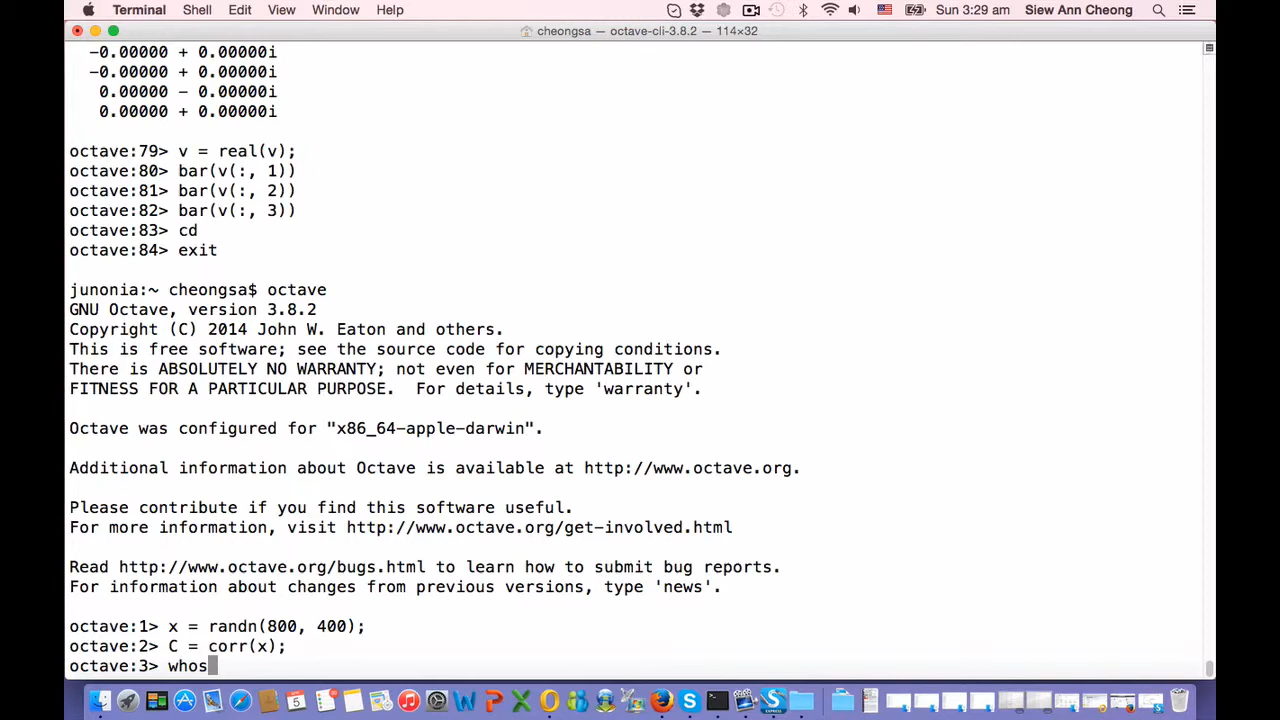 Terminal Shell Edit View Window Help Sun 3:29 am Siew Ann Cheong
cheongsa — octave-cli-3.8.2 — 114×32
-0.00000 + 0.00000i
-0.00000 + 0.00000i
0.00000 - 0.00000i
0.00000 + 0.00000i
octave:79> v = real(v);
octave:80> bar(v(:, 1))
octave:81> bar(v(:, 2))
octave:82> bar(v(:, 3))
octave:83> cd
octave:84> exit
junonia:~ cheongsa$ octave
GNU Octave, version 3.8.2
Copyright (C) 2014 John W. Eaton and others.
This is free software; see the source code for copying conditions.
There is ABSOLUTELY NO WARRANTY; not even for MERCHANTABILITY or
FITNESS FOR A PARTICULAR PURPOSE.  For details, type 'warranty'.
Octave was configured for "x86_64-apple-darwin".
Additional information about Octave is available at http://www.octave.org.
Please contribute if you find this software useful.
For more information, visit http://www.octave.org/get-involved.html
Read http://www.octave.org/bugs.html to learn how to submit bug reports.
For information about changes from previous versions, type 'news'.
octave:1> x = randn(800, 400);
octave:2> C = corr(x);
octave:3> whos